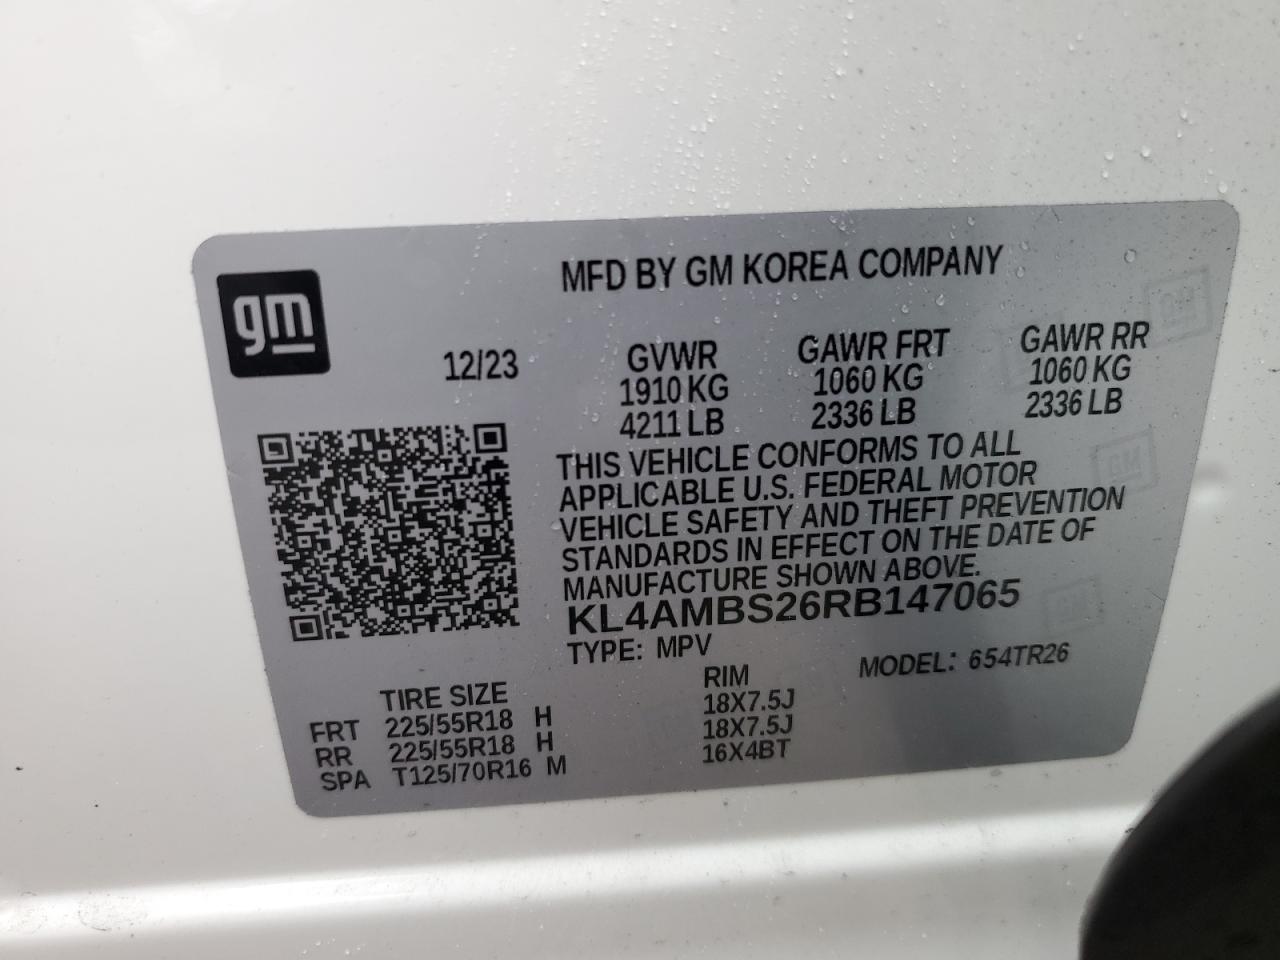 gm
MFD BY GM KOREA COMPANY
12/23
GVWR GAWR FRT GAWR RR
1910 KG 1060 KG 1060 KG
4211 LB 2336 LB 2336 LB
THIS VEHICLE CONFORMS TO ALL
APPLICABLE U.S. FEDERAL MOTOR
VEHICLE SAFETY AND THEFT PREVENTION
STANDARDS IN EFFECT ON THE DATE OF
MANUFACTURE SHOWN ABOVE.
KL4AMBS26RB147065
TYPE: MPV MODEL: 654TR26
TIRE SIZE RIM
FRT 225/55R18 H 18X7.5J
RR 225/55R18 H 18X7.5J
SPA T125/70R16 M 16X4BT